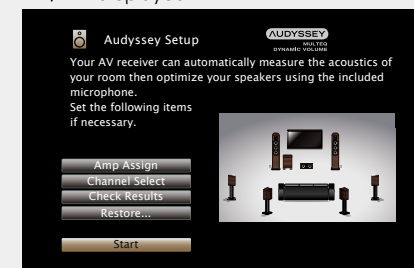 Audyssey Setup
AUDYSSEY
MULTEQ
DYNAMIC VOLUME
Your AV receiver can automatically measure the acoustics of
your room then optimize your speakers using the included
microphone.
Set the following items
if necessary.
Amp Assign
Channel Select
Check Results
Restore...
Start